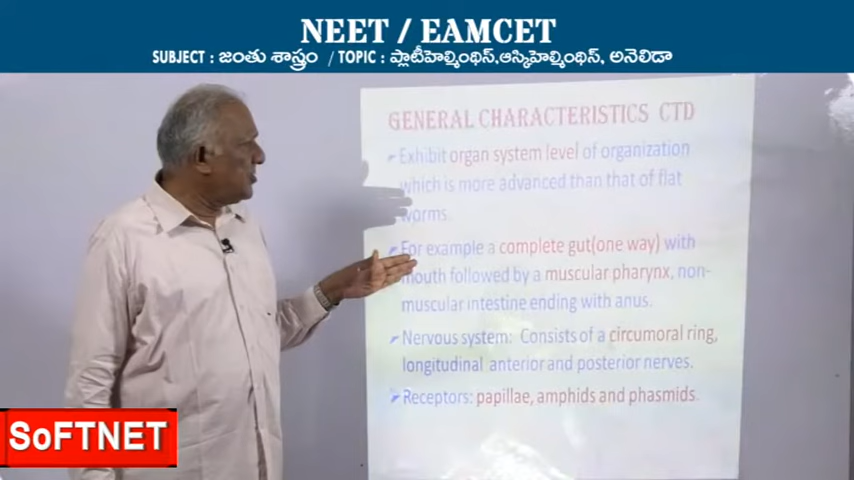 NEET / EAMCET
SUBJECT : జంతు శాస్త్రం / TOPIC : ప్లాటీహెల్మింథిస్,ఆస్కిహెల్మింథిస్, అనెలిడా
GENERAL CHARACTERISTICS CTD
Exhibit organ system level of organization
which is more advanced than that of flat
worms.
For example a complete gut(one way) with
mouth followed by a muscular pharynx, non-
muscular intestine ending with anus.
Nervous system: Consists of a circumoral ring,
longitudinal anterior and posterior nerves.
Receptors: papillae, amphids and phasmids.
SoFTNET